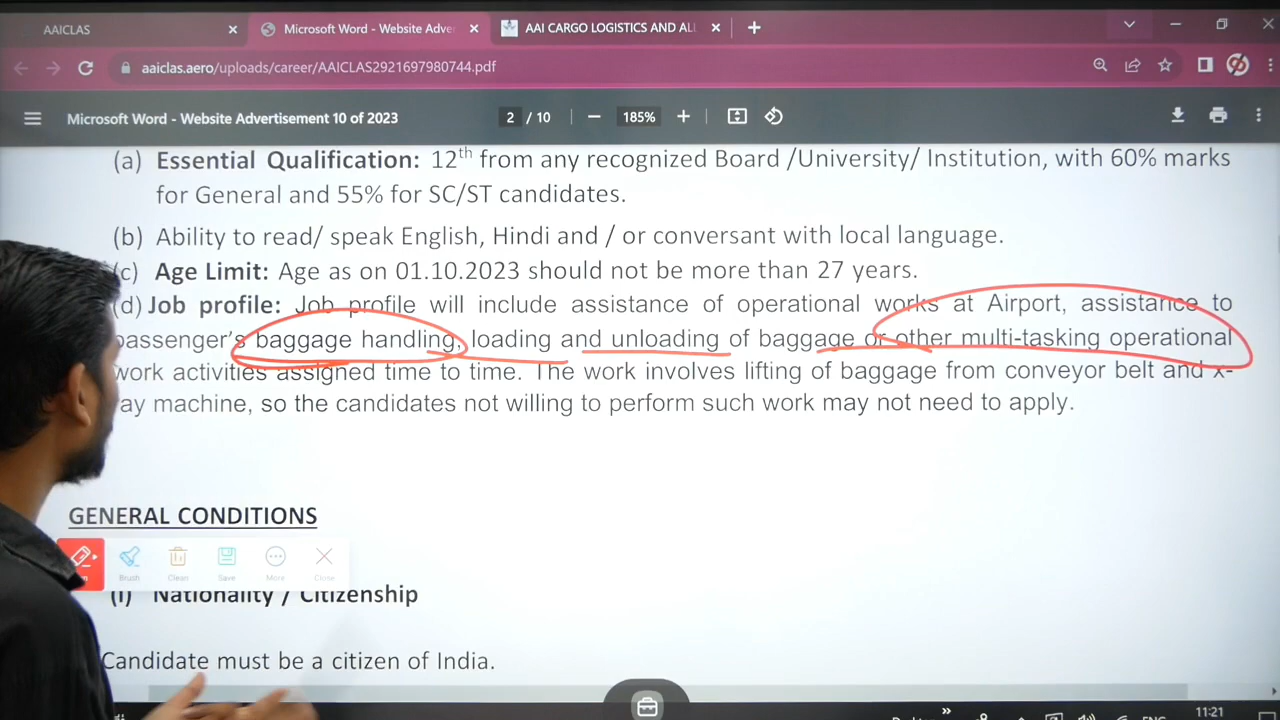 AAICLAS
Microsoft Word - Website Adve
AAI CARGO LOGISTICS AND AL
aaiclas.aero/uploads/career/AAICLAS2921697980744.pdf
Microsoft Word - Website Advertisement 10 of 2023
2 / 10
185%
(a) Essential Qualification: 12th from any recognized Board /University/ Institution, with 60% marks
for General and 55% for SC/ST candidates.
(b) Ability to read/ speak English, Hindi and / or conversant with local language.
(c) Age Limit: Age as on 01.10.2023 should not be more than 27 years.
(d) Job profile: Job profile will include assistance of operational works at Airport, assistance to
passenger's baggage handling, loading and unloading of baggage or other multi-tasking operational
work activities assigned time to time. The work involves lifting of baggage from conveyor belt and x-
ay machine, so the candidates not willing to perform such work may not need to apply.
GENERAL CONDITIONS
Brush
Clean
Save
More
Close
(i) Nationality / Citizenship
Candidate must be a citizen of India.
11:21